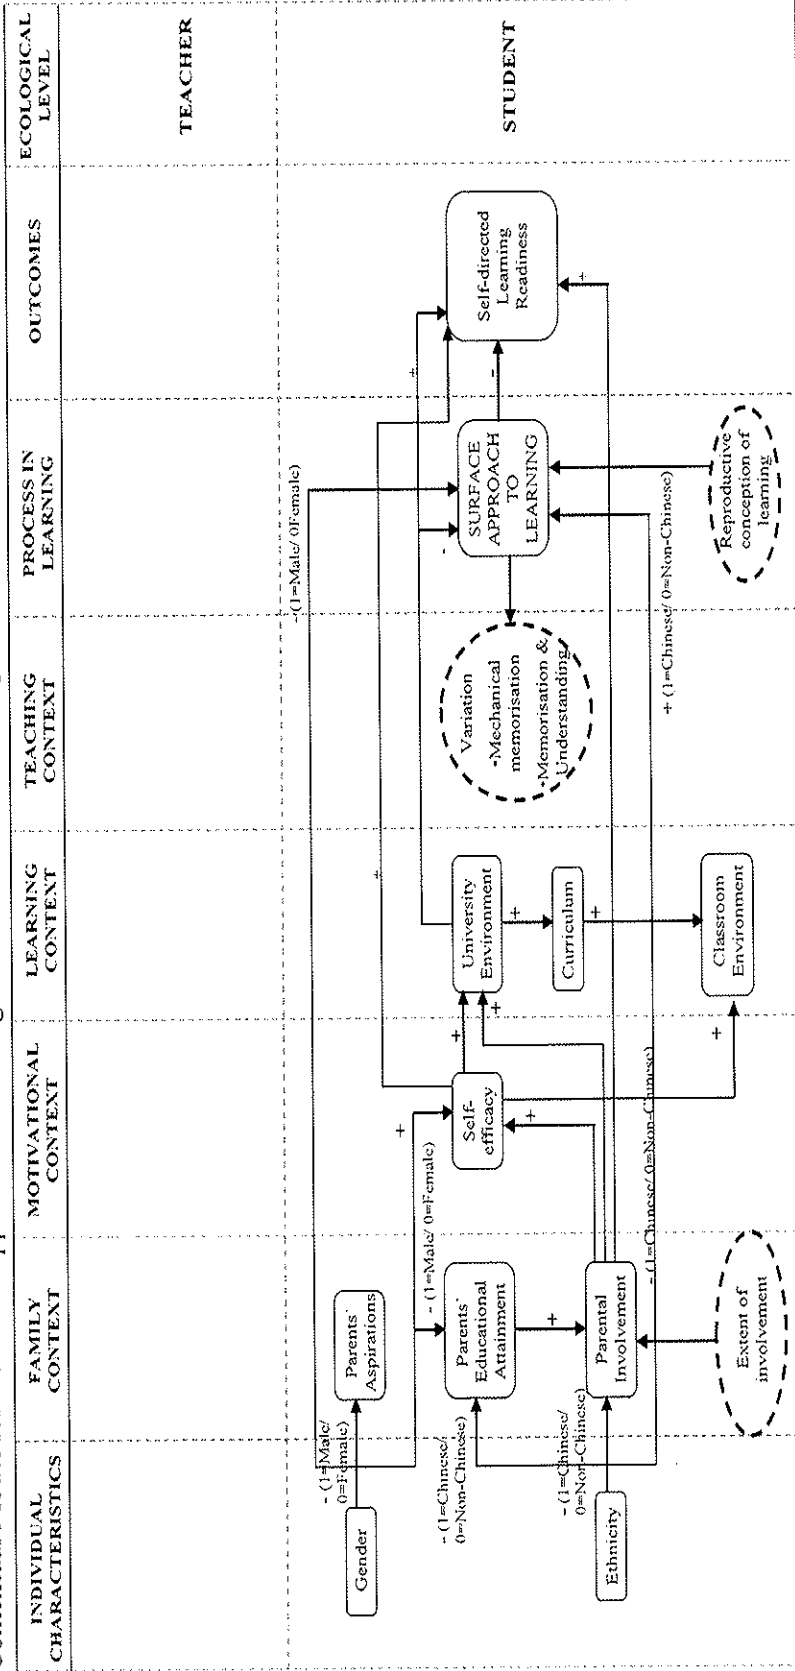 INDIVIDUAL
CHARACTERISTICS
FAMILY
CONTEXT
MOTIVATIONAL
CONTEXT
LEARNING
CONTEXT
TEACHING
CONTEXT
PROCESS IN
LEARNING
OUTCOMES
ECOLOGICAL
LEVEL
TEACHER
STUDENT
- (1=Male/ 0Female)
Gender
- (1=Male/
0=Female)
Parents'
Aspirations
- (1=Male/ 0=Female)
+
+
+
- (1=Chinese/
0=Non-Chinese)
Parents'
Educational
Attainment
+
Self-
efficacy
+
+
University
Environment
+
+
Curriculum
+
Variation
-Mechanical
memorisation
-Memorisation &
Understanding
-
SURFACE
APPROACH
TO
LEARNING
-
Self-directed
Learning
Readiness
+
Ethnicity
- (1=Chinese/
0=Non-Chinese)
Parental
Involvement
- (1=Chinese/ 0=Non-Chinese)
+ (1=Chinese/ 0=Non-Chinese)
+
Classroom
Environment
Extent of
involvement
Reproductive
conception of
learning